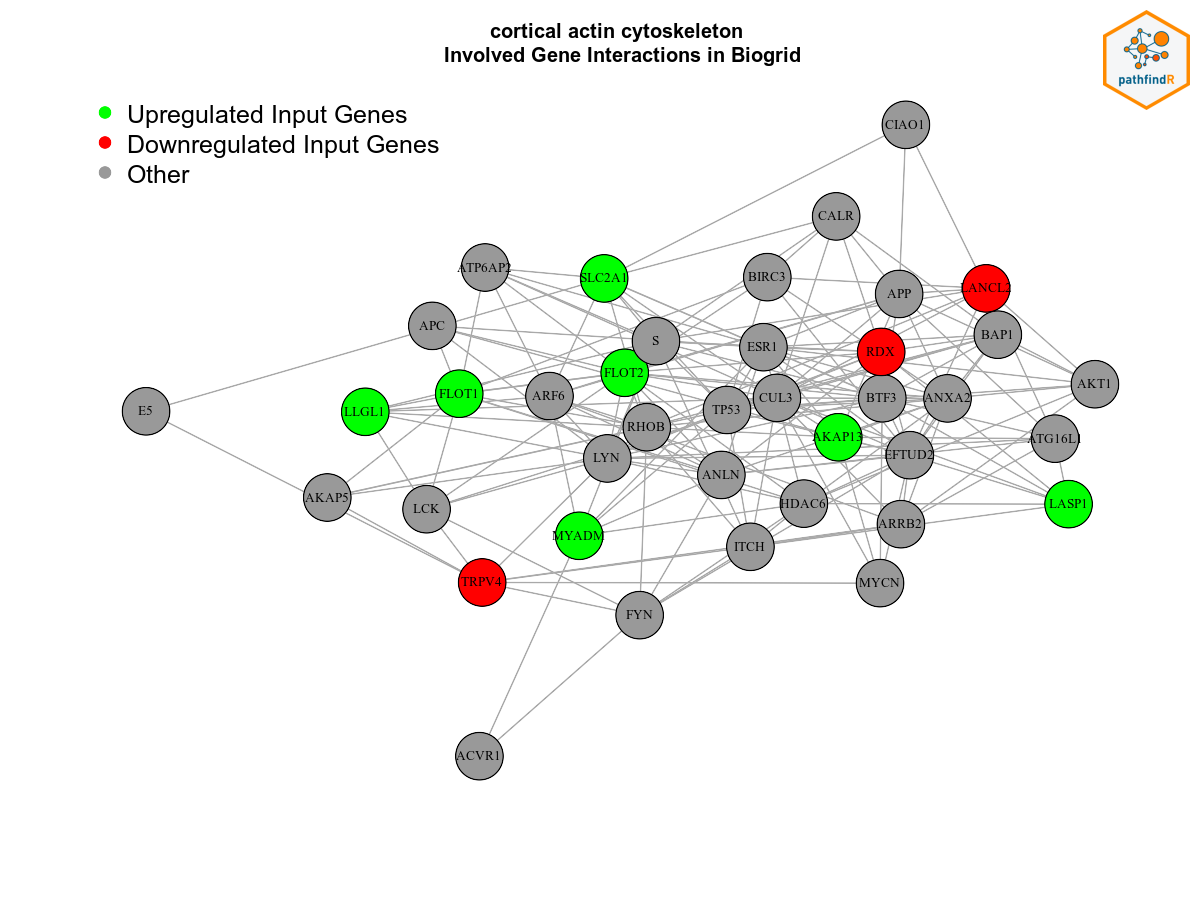 cortical actin cytoskeleton
Involved Gene Interactions in Biogrid
pathfindR
Upregulated Input Genes
Downregulated Input Genes
Other
CIAO1
CALR
ATP6AP2
SLC2A1
BIRC3
APP
LANCL2
APC
S
ESR1
RDX
BAP1
FLOT2
AKT1
E5
LLGL1
FLOT1
ARF6
TP53
CUL3
BTF3
ANXA2
RHOB
AKAP13
ATG16L1
LYN
EFTUD2
ANLN
AKAP5
LCK
HDAC6
LASP1
MYADM
ARRB2
ITCH
TRPV4
MYCN
FYN
ACVR1